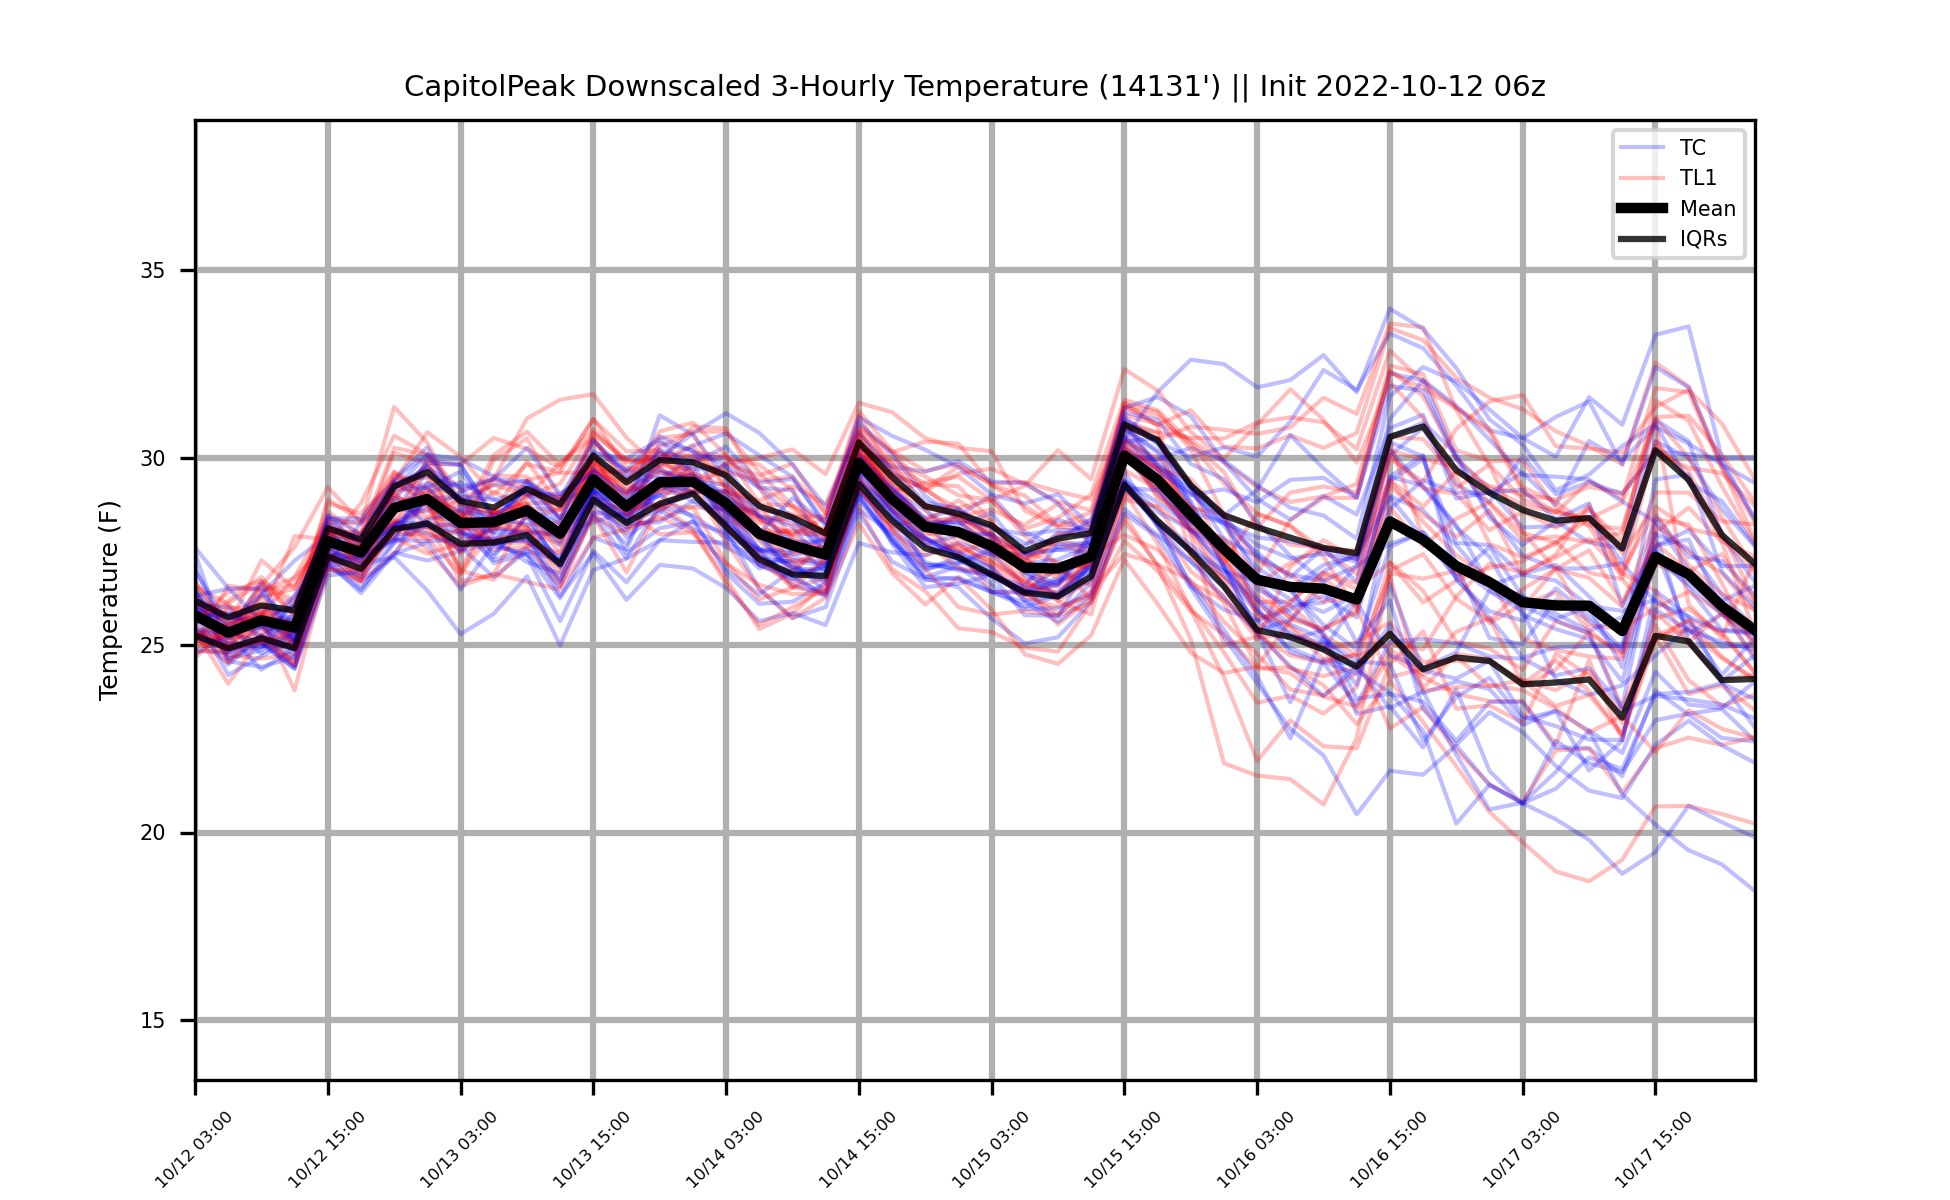 CapitolPeak Downscaled 3-Hourly Temperature (14131') || Init 2022-10-12 06z
TC
TL1
Mean
IQRs
Temperature (F)
35
30
25
20
15
10/12 03:00
10/12 15:00
10/13 03:00
10/13 15:00
10/14 03:00
10/14 15:00
10/15 03:00
10/15 15:00
10/16 03:00
10/16 15:00
10/17 03:00
10/17 15:00